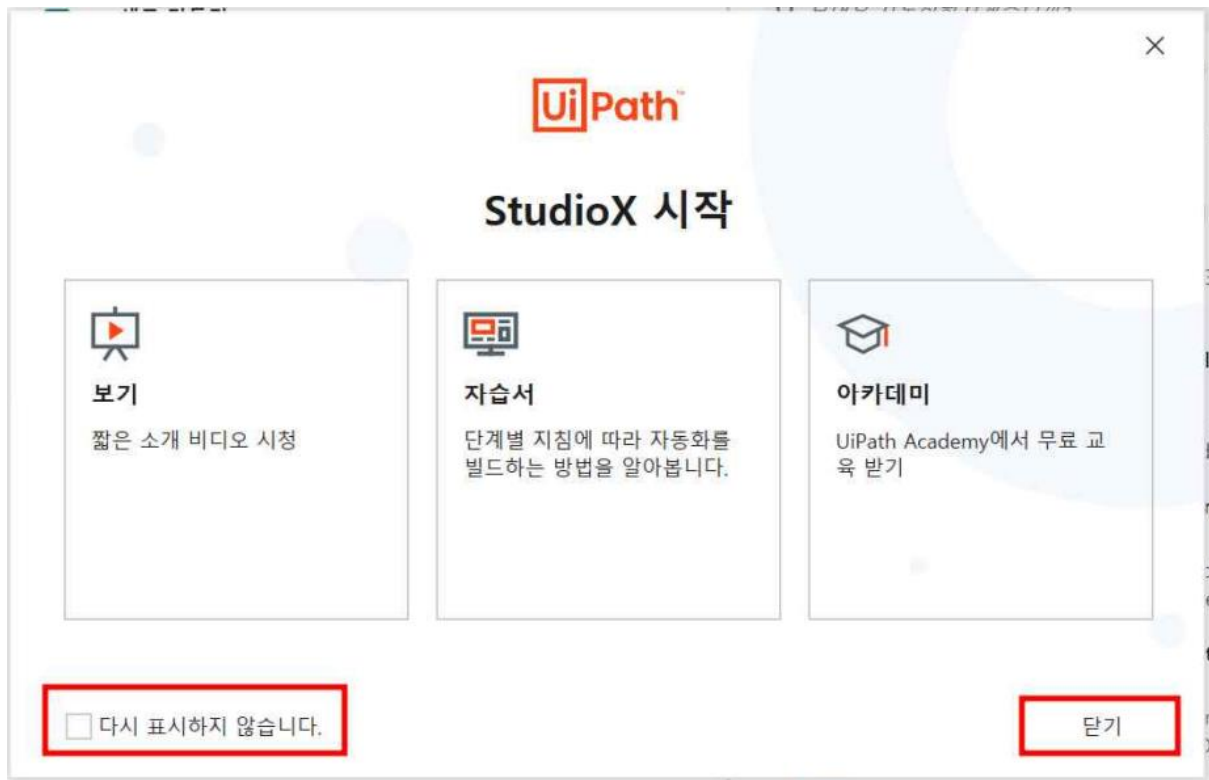 UiPath™
StudioX 시작
보기
짧은 소개 비디오 시청
자습서
단계별 지침에 따라 자동화를
빌드하는 방법을 알아봅니다.
아카데미
UiPath Academy에서 무료 교
육 받기
다시 표시하지 않습니다.
닫기